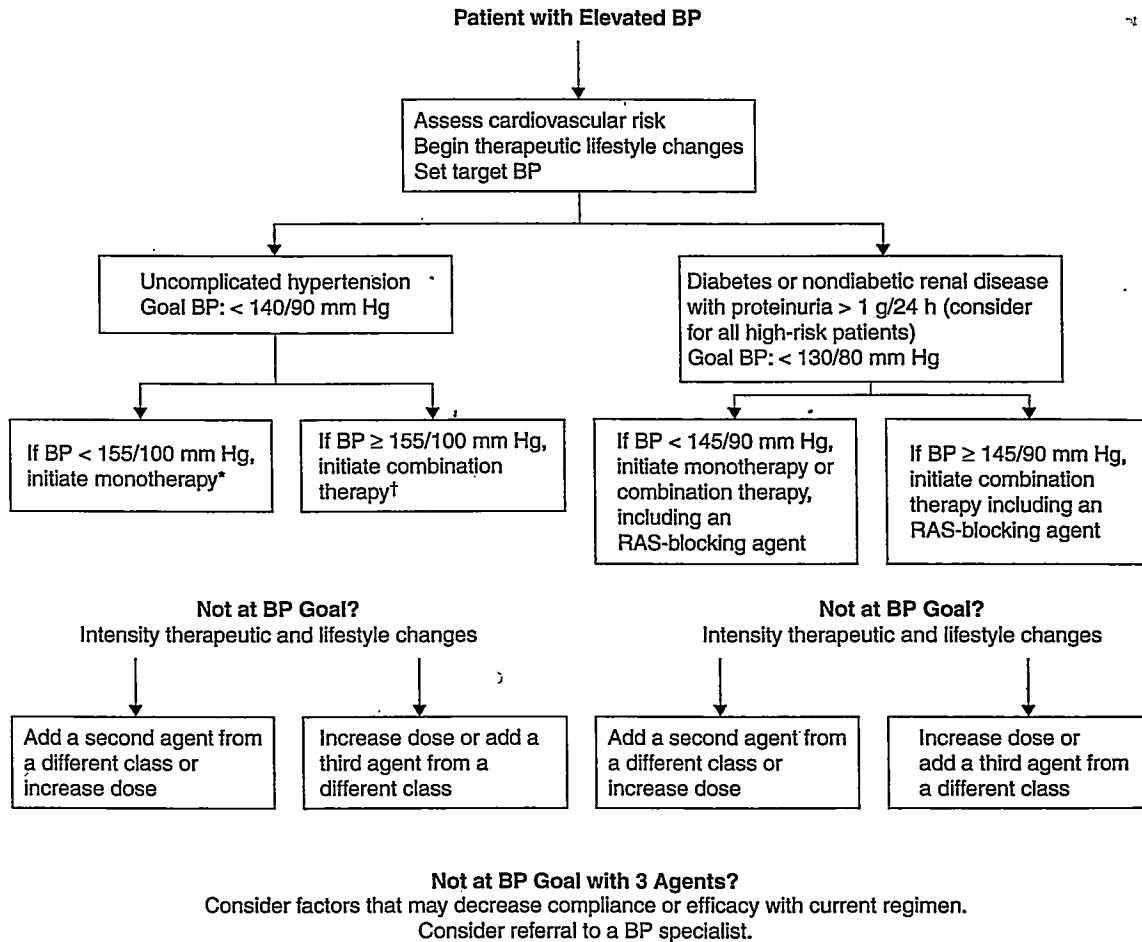 Patient with Elevated BP
Assess cardiovascular risk
Begin therapeutic lifestyle changes
Set target BP
Uncomplicated hypertension
Goal BP: < 140/90 mm Hg
Diabetes or nondiabetic renal disease
with proteinuria > 1 g/24 h (consider
for all high-risk patients)
Goal BP: < 130/80 mm Hg
If BP < 155/100 mm Hg,
initiate monotherapy*
If BP ≥ 155/100 mm Hg,
initiate combination
therapy†
If BP < 145/90 mm Hg,
initiate monotherapy or
combination therapy,
including an
RAS-blocking agent
If BP ≥ 145/90 mm Hg,
initiate combination
therapy including an
RAS-blocking agent
Not at BP Goal?
Intensity therapeutic and lifestyle changes
Not at BP Goal?
Intensity therapeutic and lifestyle changes
Add a second agent from
a different class or
increase dose
Increase dose or add a
third agent from a
different class
Add a second agent from
a different class or
increase dose
Increase dose or
add a third agent from
a different class
Not at BP Goal with 3 Agents?
Consider factors that may decrease compliance or efficacy with current regimen.
Consider referral to a BP specialist.